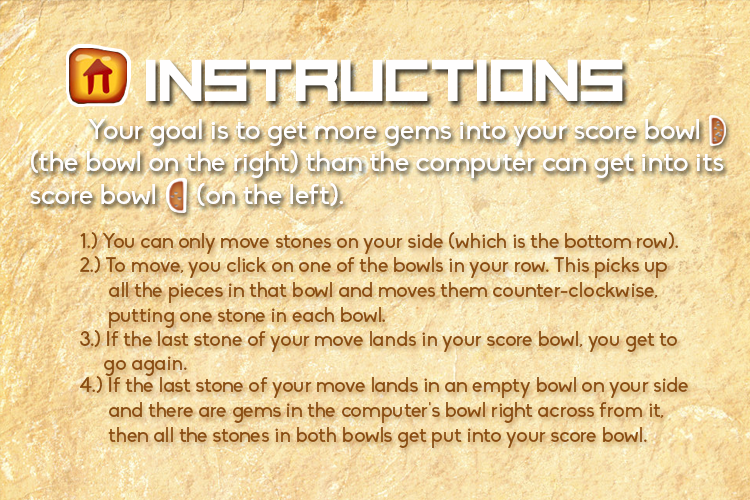 INSTRUCTIONS
Your goal is to get more gems into your score bowl
(the bowl on the right) than the computer can get into its
score bowl (on the left).
1.) You can only move stones on your side (which is the bottom row).
2.) To move, you click on one of the bowls in your row. This picks up
all the pieces in that bowl and moves them counter-clockwise,
putting one stone in each bowl.
3.) If the last stone of your move lands in your score bowl, you get to
go again.
4.) If the last stone of your move lands in an empty bowl on your side
and there are gems in the computer's bowl right across from it,
then all the stones in both bowls get put into your score bowl.